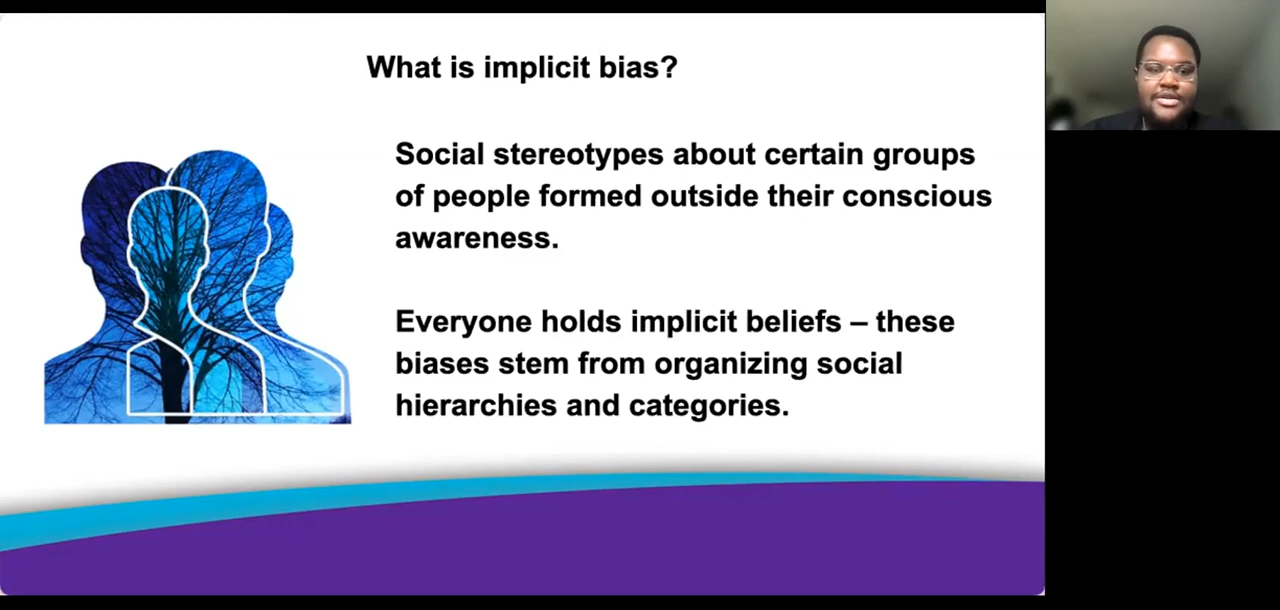 What is implicit bias?
Social stereotypes about certain groups
of people formed outside their conscious
awareness.
Everyone holds implicit beliefs – these
biases stem from organizing social
hierarchies and categories.